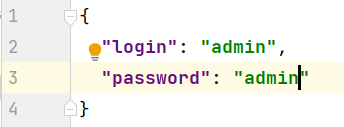 1 {
2 "login": "admin",
3 "password": "admin"
4 }